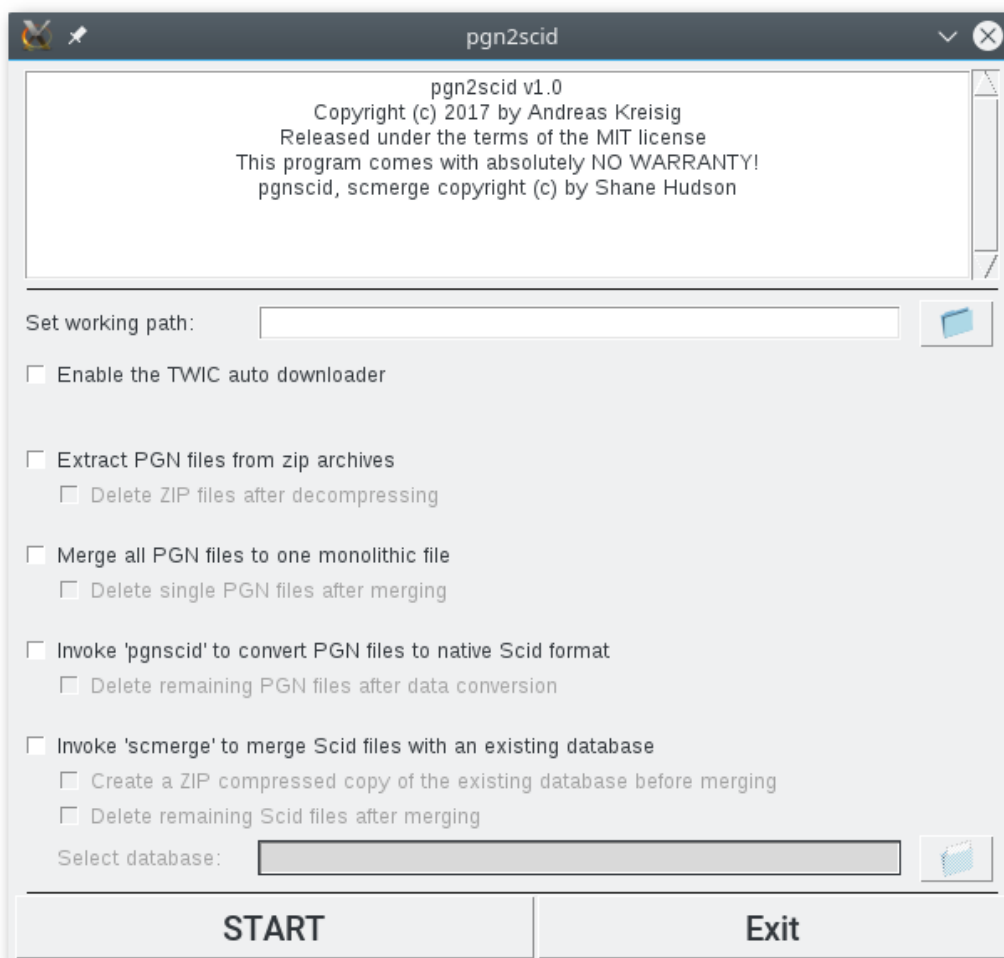 pgn2scid
pgn2scid v1.0
Copyright (c) 2017 by Andreas Kreisig
Released under the terms of the MIT license
This program comes with absolutely NO WARRANTY!
pgnscid, scmerge copyright (c) by Shane Hudson
Set working path:
Enable the TWIC auto downloader
Extract PGN files from zip archives
Delete ZIP files after decompressing
Merge all PGN files to one monolithic file
Delete single PGN files after merging
Invoke 'pgnscid' to convert PGN files to native Scid format
Delete remaining PGN files after data conversion
Invoke 'scmerge' to merge Scid files with an existing database
Create a ZIP compressed copy of the existing database before merging
Delete remaining Scid files after merging
Select database:
START Exit